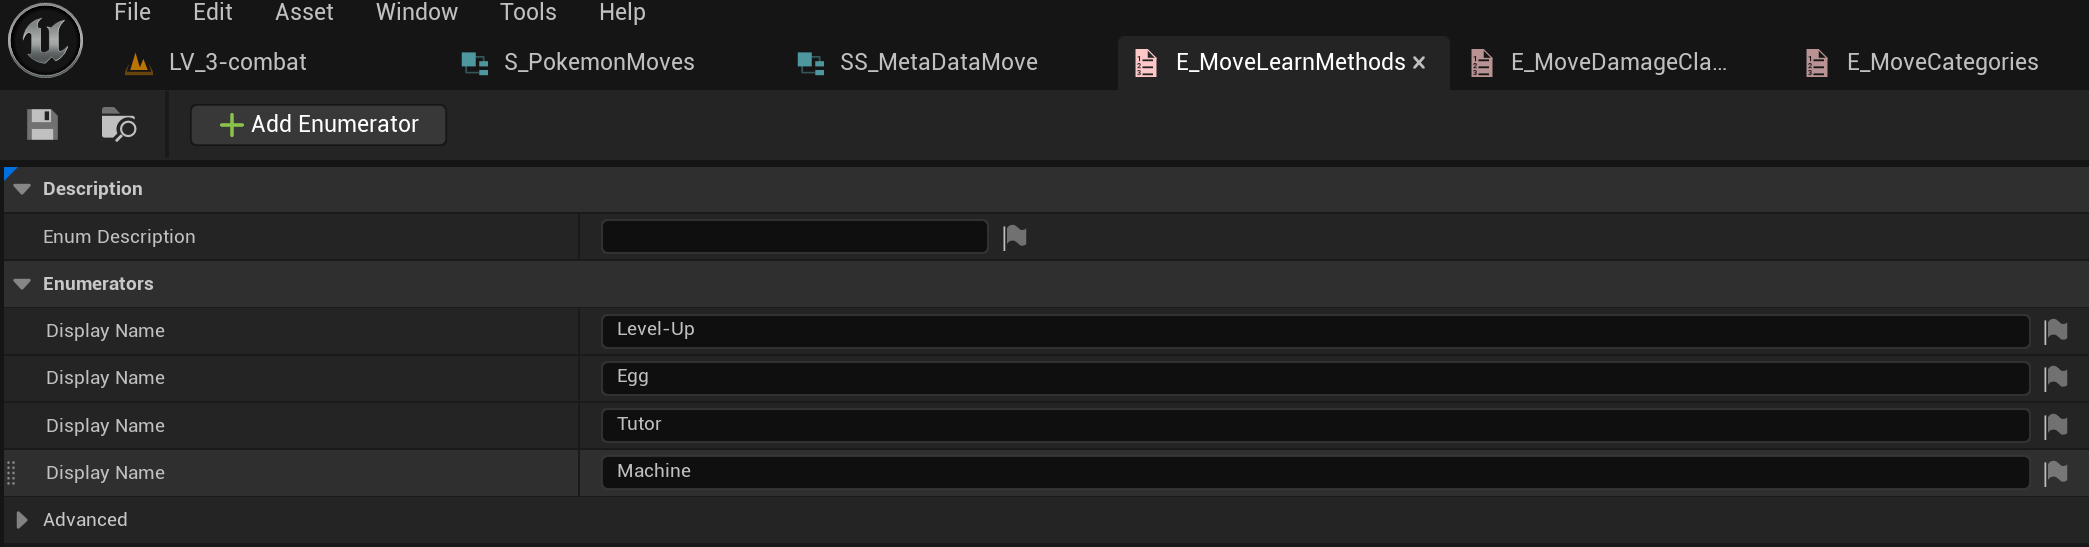 File Edit Asset Window Tools Help
LV_3-combat S_PokemonMoves SS_MetaDataMove E_MoveLearnMethods × E_MoveDamageCla... E_MoveCategories
Add Enumerator
Description
Enum Description
Enumerators
Display Name Level-Up
Display Name Egg
Display Name Tutor
Display Name Machine
Advanced